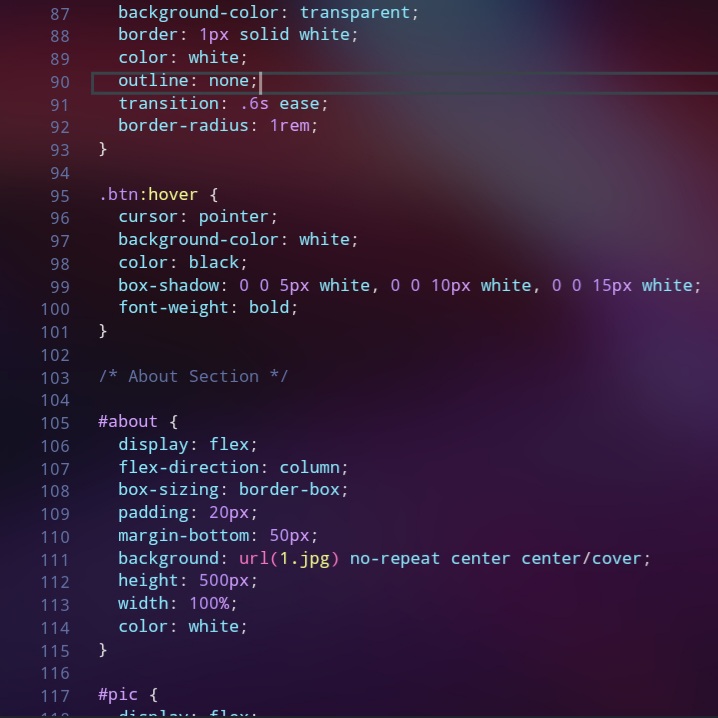 87 background-color: transparent;
88 border: 1px solid white;
89 color: white;
90 outline: none;
91 transition: .6s ease;
92 border-radius: 1rem;
93 }
94
95 .btn:hover {
96 cursor: pointer;
97 background-color: white;
98 color: black;
99 box-shadow: 0 0 5px white, 0 0 10px white, 0 0 15px white;
100 font-weight: bold;
101 }
102
103 /* About Section */
104
105 #about {
106 display: flex;
107 flex-direction: column;
108 box-sizing: border-box;
109 padding: 20px;
110 margin-bottom: 50px;
111 background: url(1.jpg) no-repeat center center/cover;
112 height: 500px;
113 width: 100%;
114 color: white;
115 }
116
117 #pic {
118 display: flex;